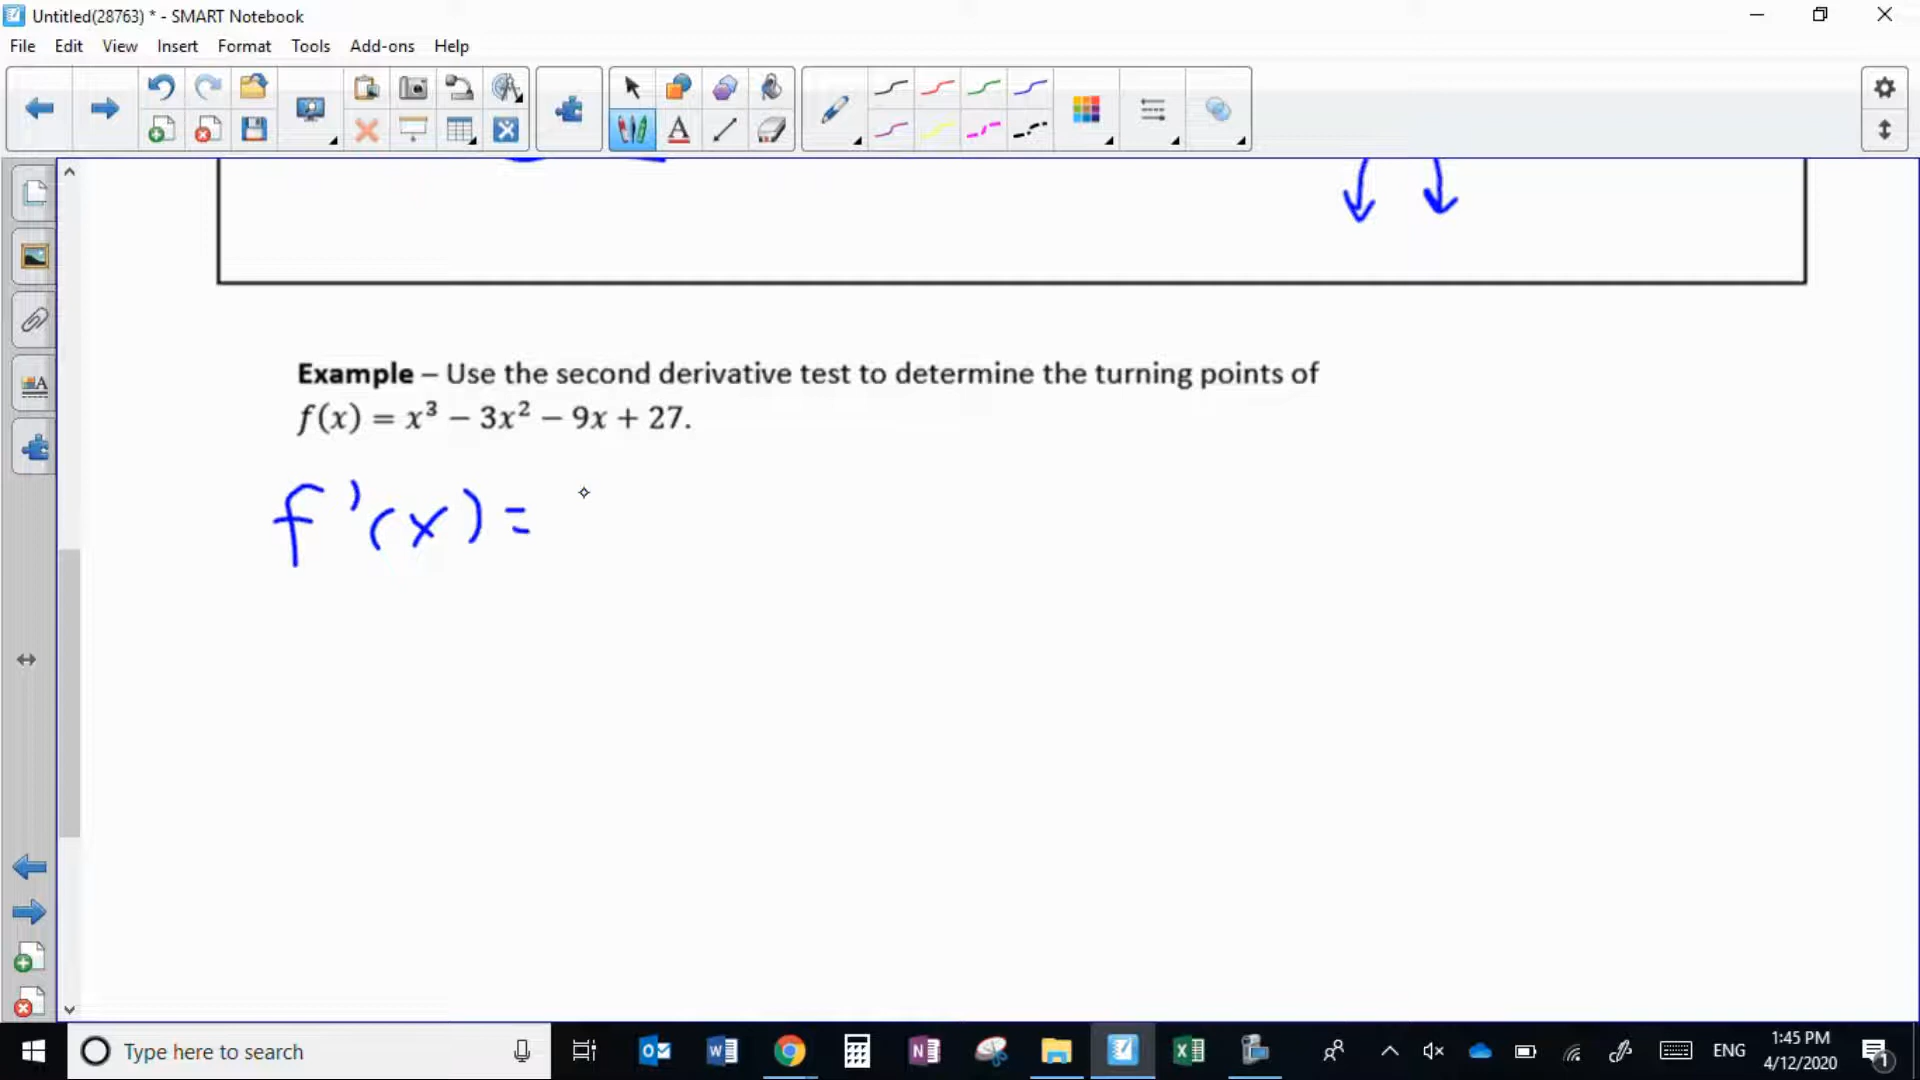 Untitled(28763) * - SMART Notebook
File Edit View Insert Format Tools Add-ons Help
Example – Use the second derivative test to determine the turning points of
f(x) = x³ − 3x² − 9x + 27.
f'(x) =
Type here to search
ENG
1:45 PM
4/12/2020
1